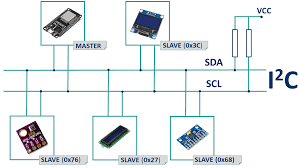 VCC
MASTER
SLAVE (0x3C)
SDA
I²C
SCL
SLAVE (0x76)
SLAVE (0x27)
SLAVE (0x68)